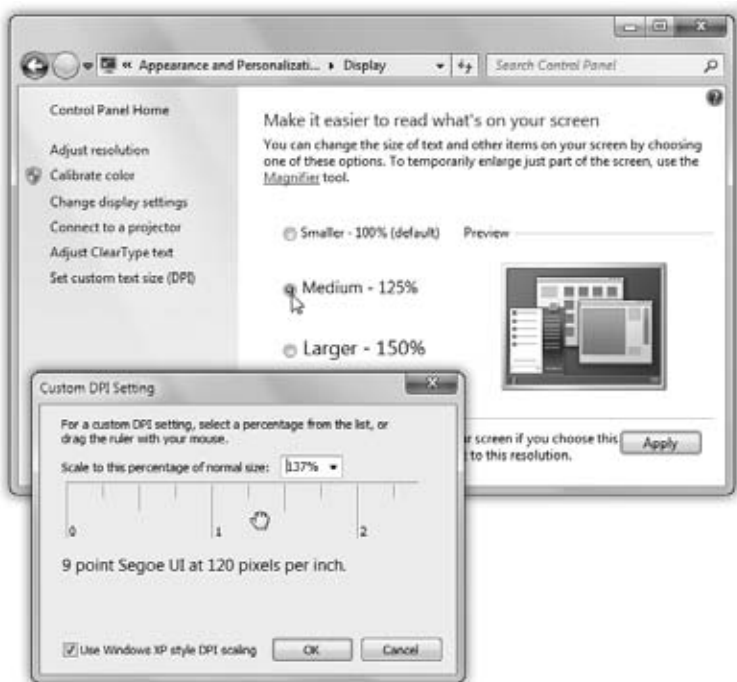 « Appearance and Personalizati... ▸ Display
Search Control Panel
Control Panel Home
Adjust resolution
Calibrate color
Change display settings
Connect to a projector
Adjust ClearType text
Set custom text size (DPI)
Make it easier to read what's on your screen
You can change the size of text and other items on your screen by choosing
one of these options. To temporarily enlarge just part of the screen, use the
Magnifier tool.
Smaller - 100% (default)
Preview
Medium - 125%
Larger - 150%
r screen if you choose this
t to this resolution.
Apply
Custom DPI Setting
For a custom DPI setting, select a percentage from the list, or
drag the ruler with your mouse.
Scale to this percentage of normal size: 137%
0 1 2
9 point Segoe UI at 120 pixels per inch.
Use Windows XP style DPI scaling
OK
Cancel